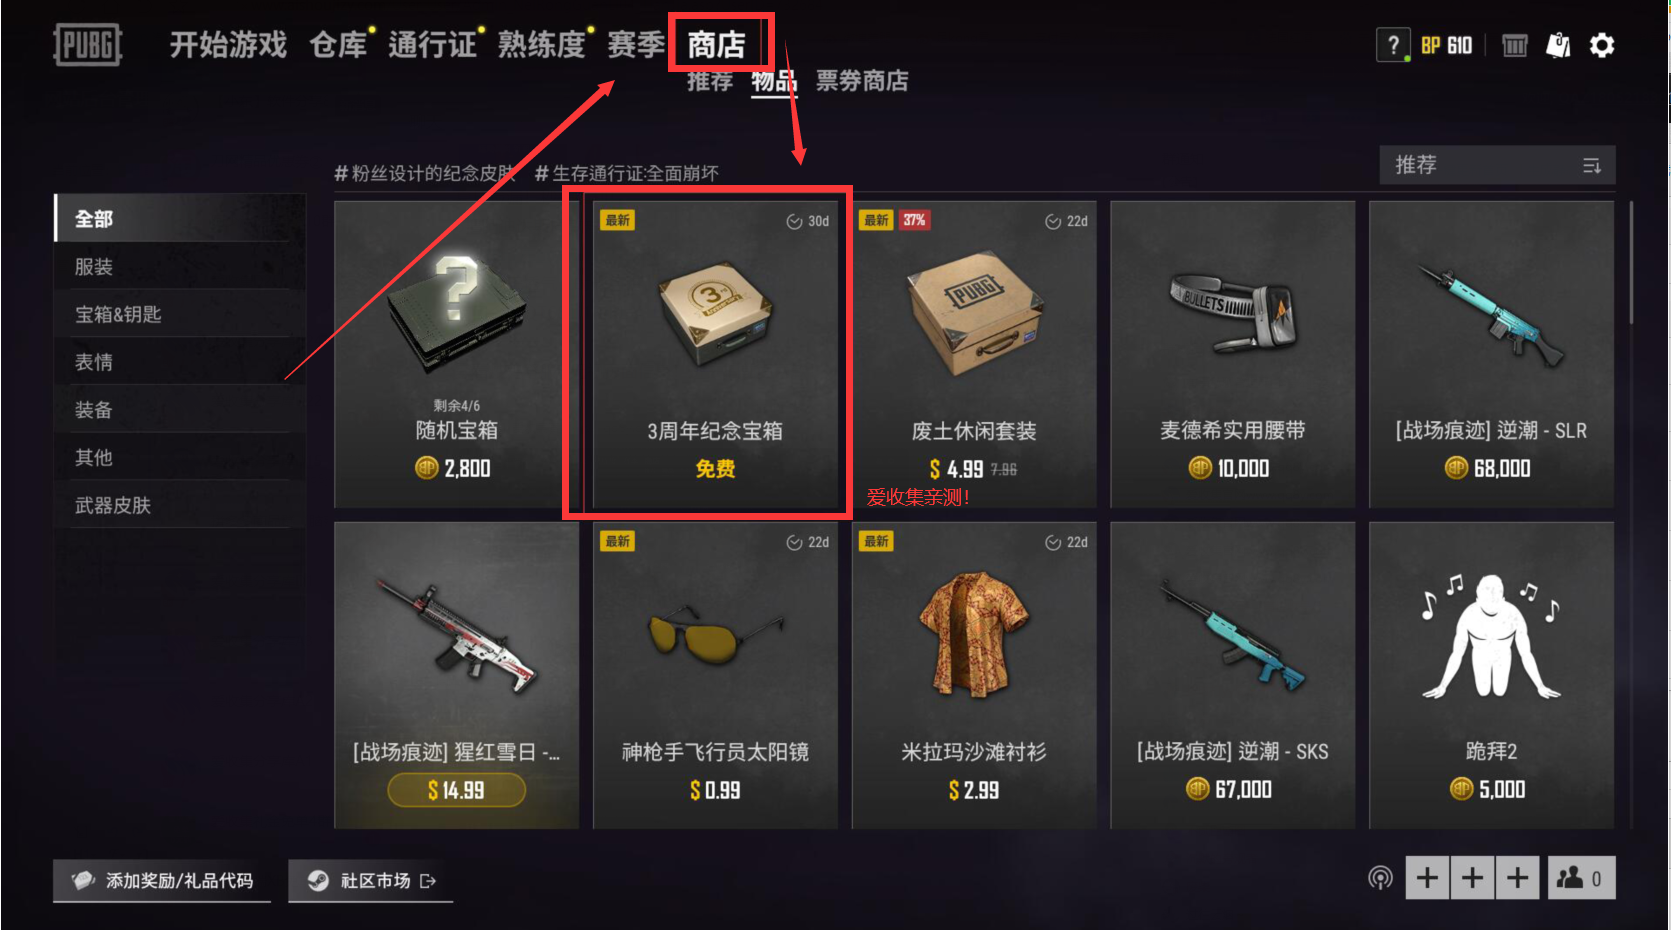 PUBG
开始游戏 仓库 通行证 熟练度 赛季 商店
? BP 610
推荐 物品 票券商店
#粉丝设计的纪念皮肤 #生存通行证:全面崩坏
推荐
全部
服装
宝箱&钥匙
表情
装备
其他
武器皮肤
剩余4/6
随机宝箱
2,800
最新 30d
3
3周年纪念宝箱
免费
最新 37% 22d
PUBG
废土休闲套装
$ 4.99 7.96
爱收集亲测!
BULLETS
麦德希实用腰带
10,000
[战场痕迹] 逆潮 - SLR
68,000
[战场痕迹] 猩红雪日 -...
$ 14.99
最新 22d
神枪手飞行员太阳镜
$ 0.99
最新 22d
米拉玛沙滩衬衫
$ 2.99
[战场痕迹] 逆潮 - SKS
67,000
跪拜2
5,000
添加奖励/礼品代码
社区市场
0